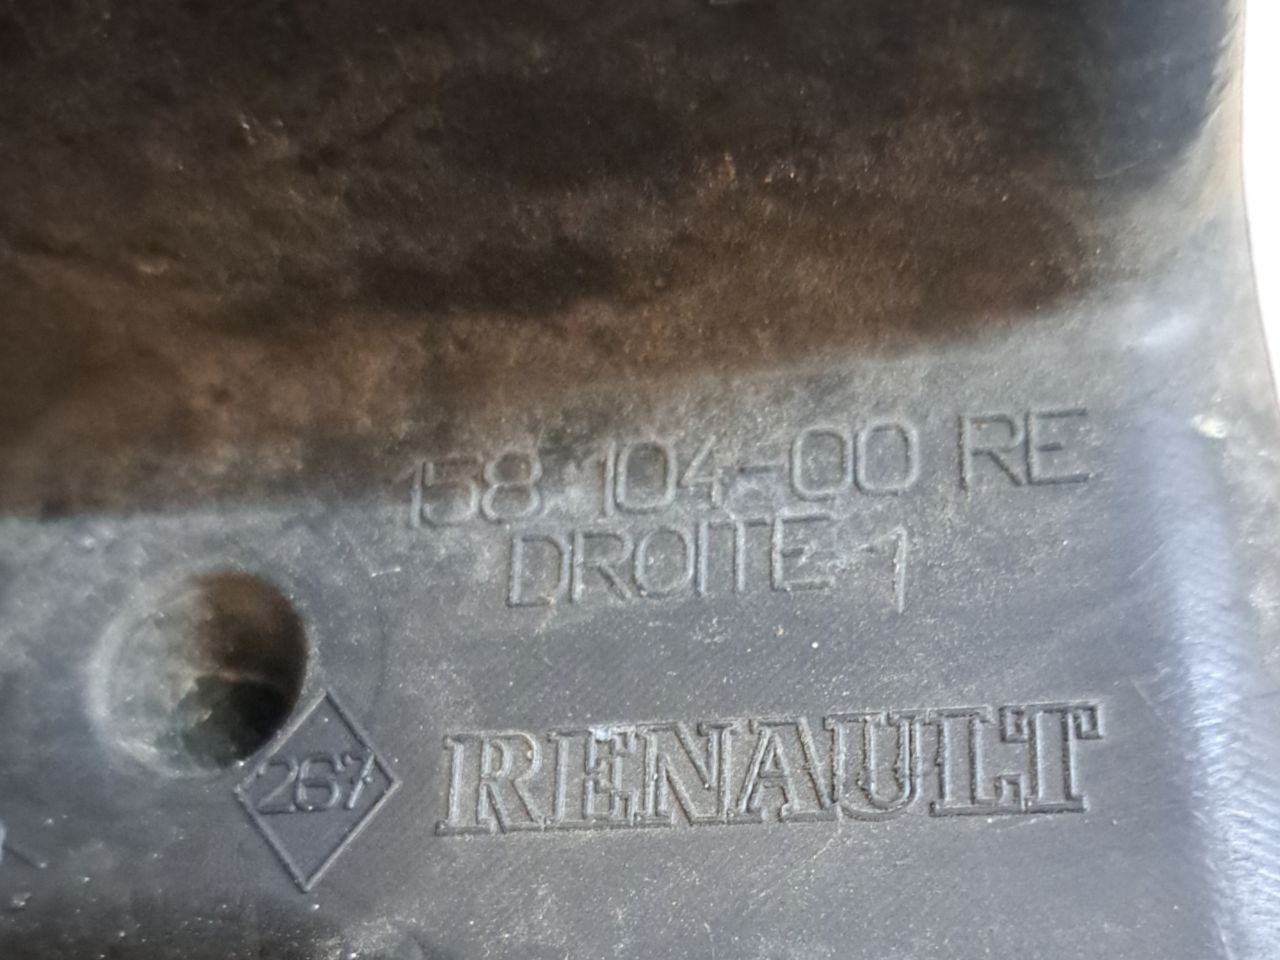 158 104-00 RE
DROITE 1
267
RENAULT